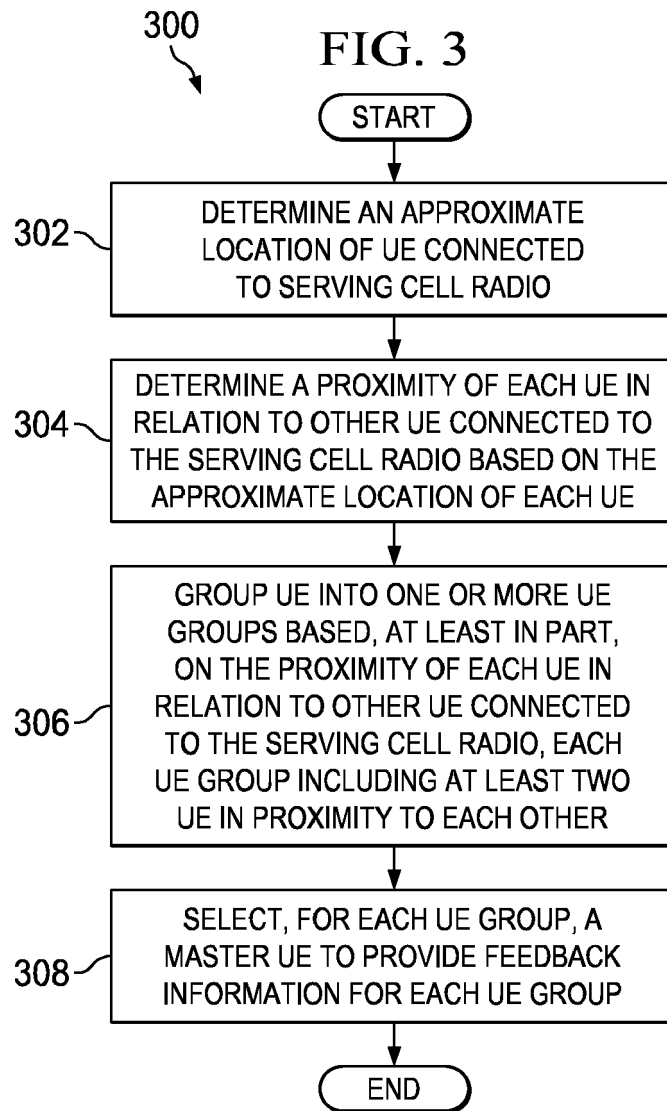 300
FIG. 3
START
302
DETERMINE AN APPROXIMATE
LOCATION OF UE CONNECTED
TO SERVING CELL RADIO
304
DETERMINE A PROXIMITY OF EACH UE IN
RELATION TO OTHER UE CONNECTED TO
THE SERVING CELL RADIO BASED ON THE
APPROXIMATE LOCATION OF EACH UE
306
GROUP UE INTO ONE OR MORE UE
GROUPS BASED, AT LEAST IN PART,
ON THE PROXIMITY OF EACH UE IN
RELATION TO OTHER UE CONNECTED
TO THE SERVING CELL RADIO, EACH
UE GROUP INCLUDING AT LEAST TWO
UE IN PROXIMITY TO EACH OTHER
308
SELECT, FOR EACH UE GROUP, A
MASTER UE TO PROVIDE FEEDBACK
INFORMATION FOR EACH UE GROUP
END